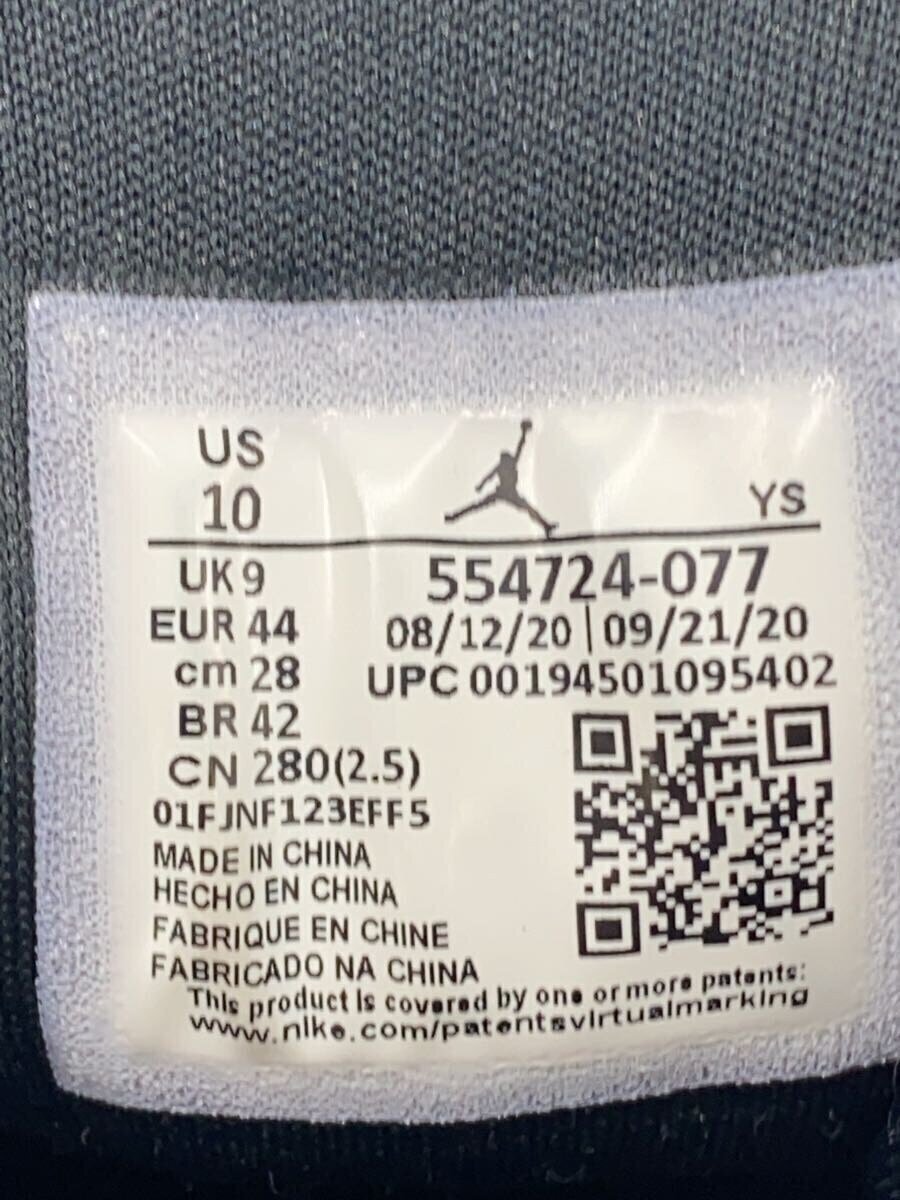 US
10
YS
UK 9
554724-077
EUR 44
08/12/20 | 09/21/20
cm 28
UPC 00194501095402
BR 42
CN 280(2.5)
01FJNF123EFF5
MADE IN CHINA
HECHO EN CHINA
FABRIQUE EN CHINE
FABRICADO NA CHINA
This product is covered by one or more patents:
www.nike.com/patentsvirtualmarking